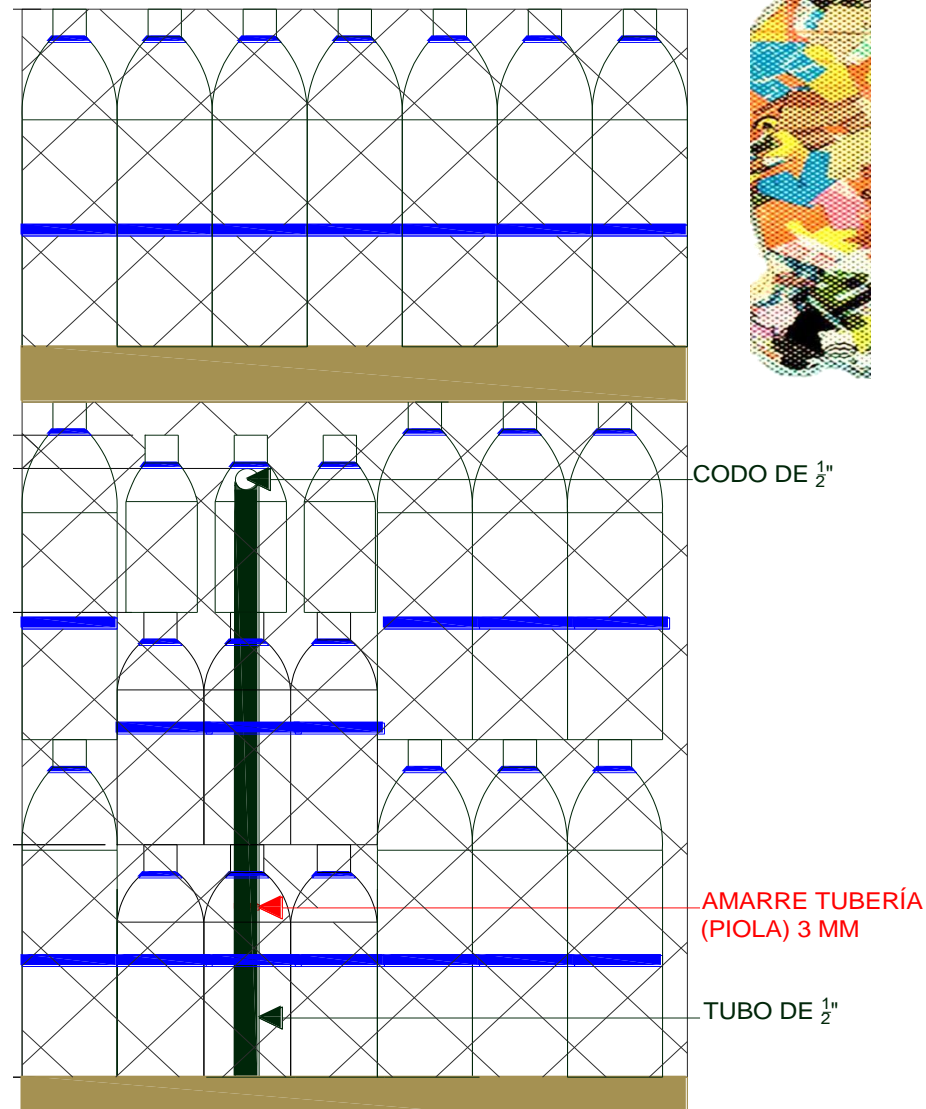 CODO DE ½"
AMARRE TUBERÍA
(PIOLA) 3 MM
TUBO DE ½"